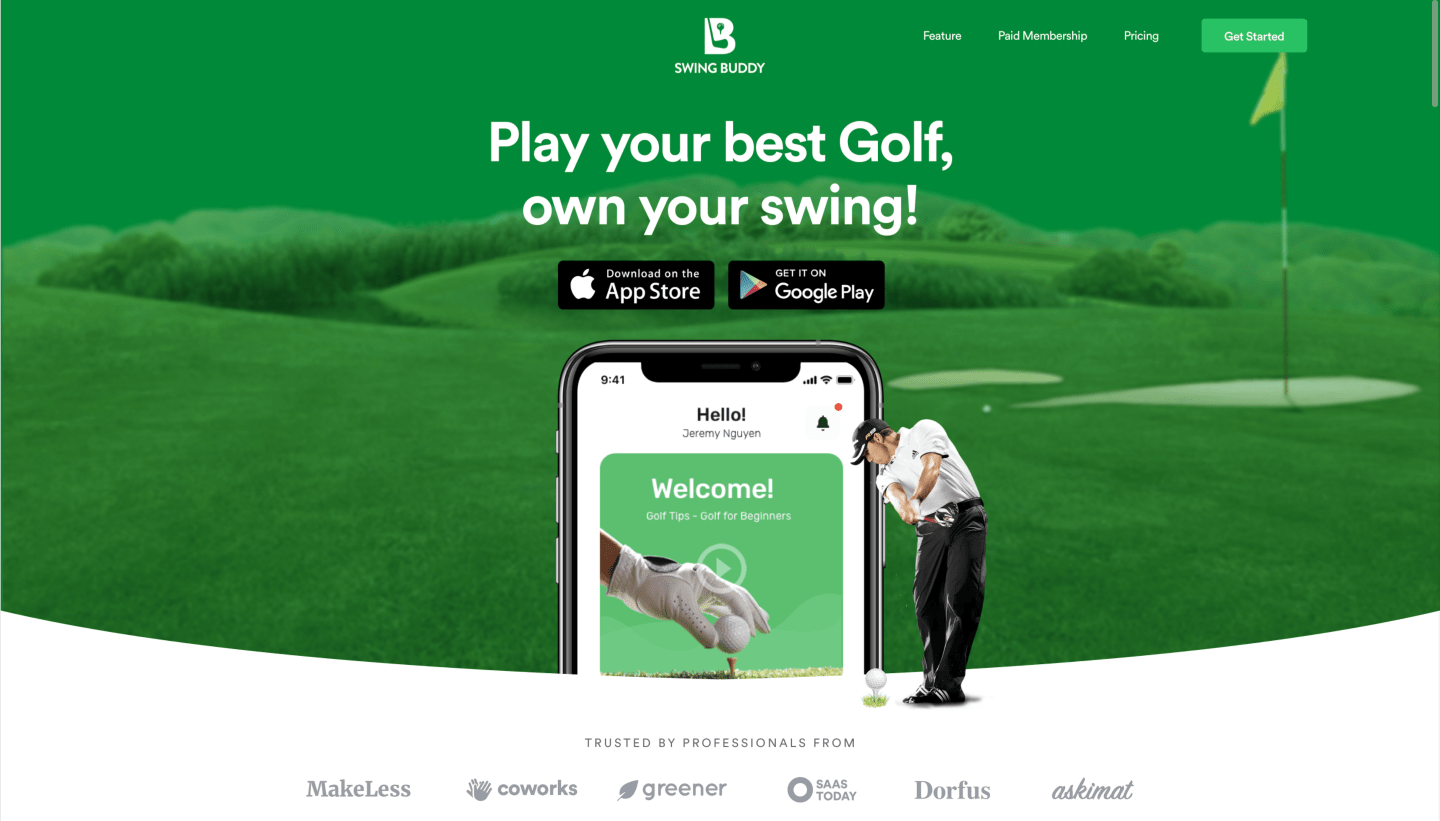 SWING BUDDY
Feature
Paid Membership
Pricing
Get Started
Play your best Golf,
own your swing!
Download on the
App Store
GET IT ON
Google Play
9:41
Hello!
Jeremy Nguyen
Welcome!
Golf Tips - Golf for Beginners
TRUSTED BY PROFESSIONALS FROM
MakeLess
coworks
greener
SAAS
TODAY
Dorfus
askimat